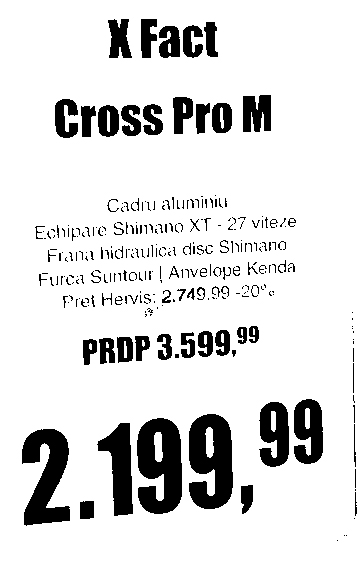 X Fact
Cross Pro M
Cadru aluminiu
Echipare Shimano XT - 27 viteze
Frana hidraulica disc Shimano
Furca Suntour | Anvelope Kenda
Pret Hervis: 2.749,99 -20%
PRDP 3.599,99
2.199,99